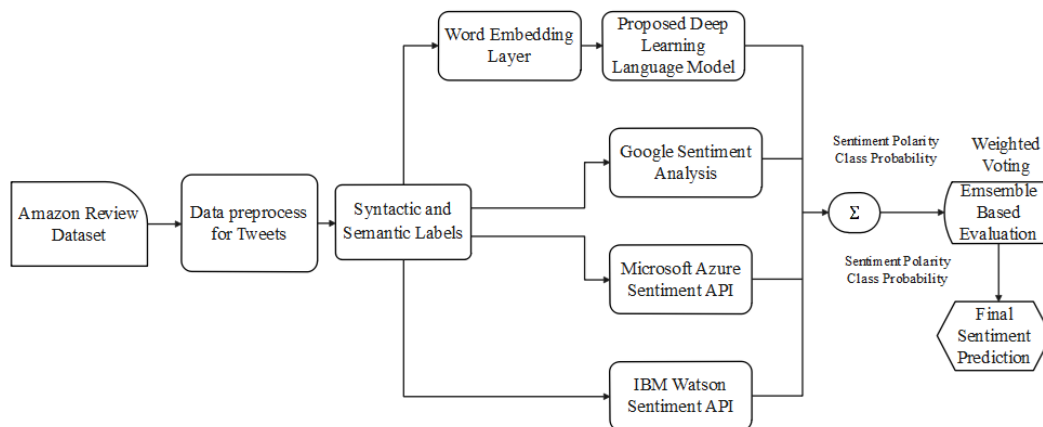 Amazon Review
Dataset
Data preprocess
for Tweets
Syntactic and
Semantic Labels
Word Embedding
Layer
Proposed Deep
Learning
Language Model
Google Sentiment
Analysis
Microsoft Azure
Sentiment API
IBM Watson
Sentiment API
Σ
Sentiment Polarity
Class Probability
Sentiment Polarity
Class Probability
Weighted
Voting
Emsemble
Based
Evaluation
Final
Sentiment
Prediction